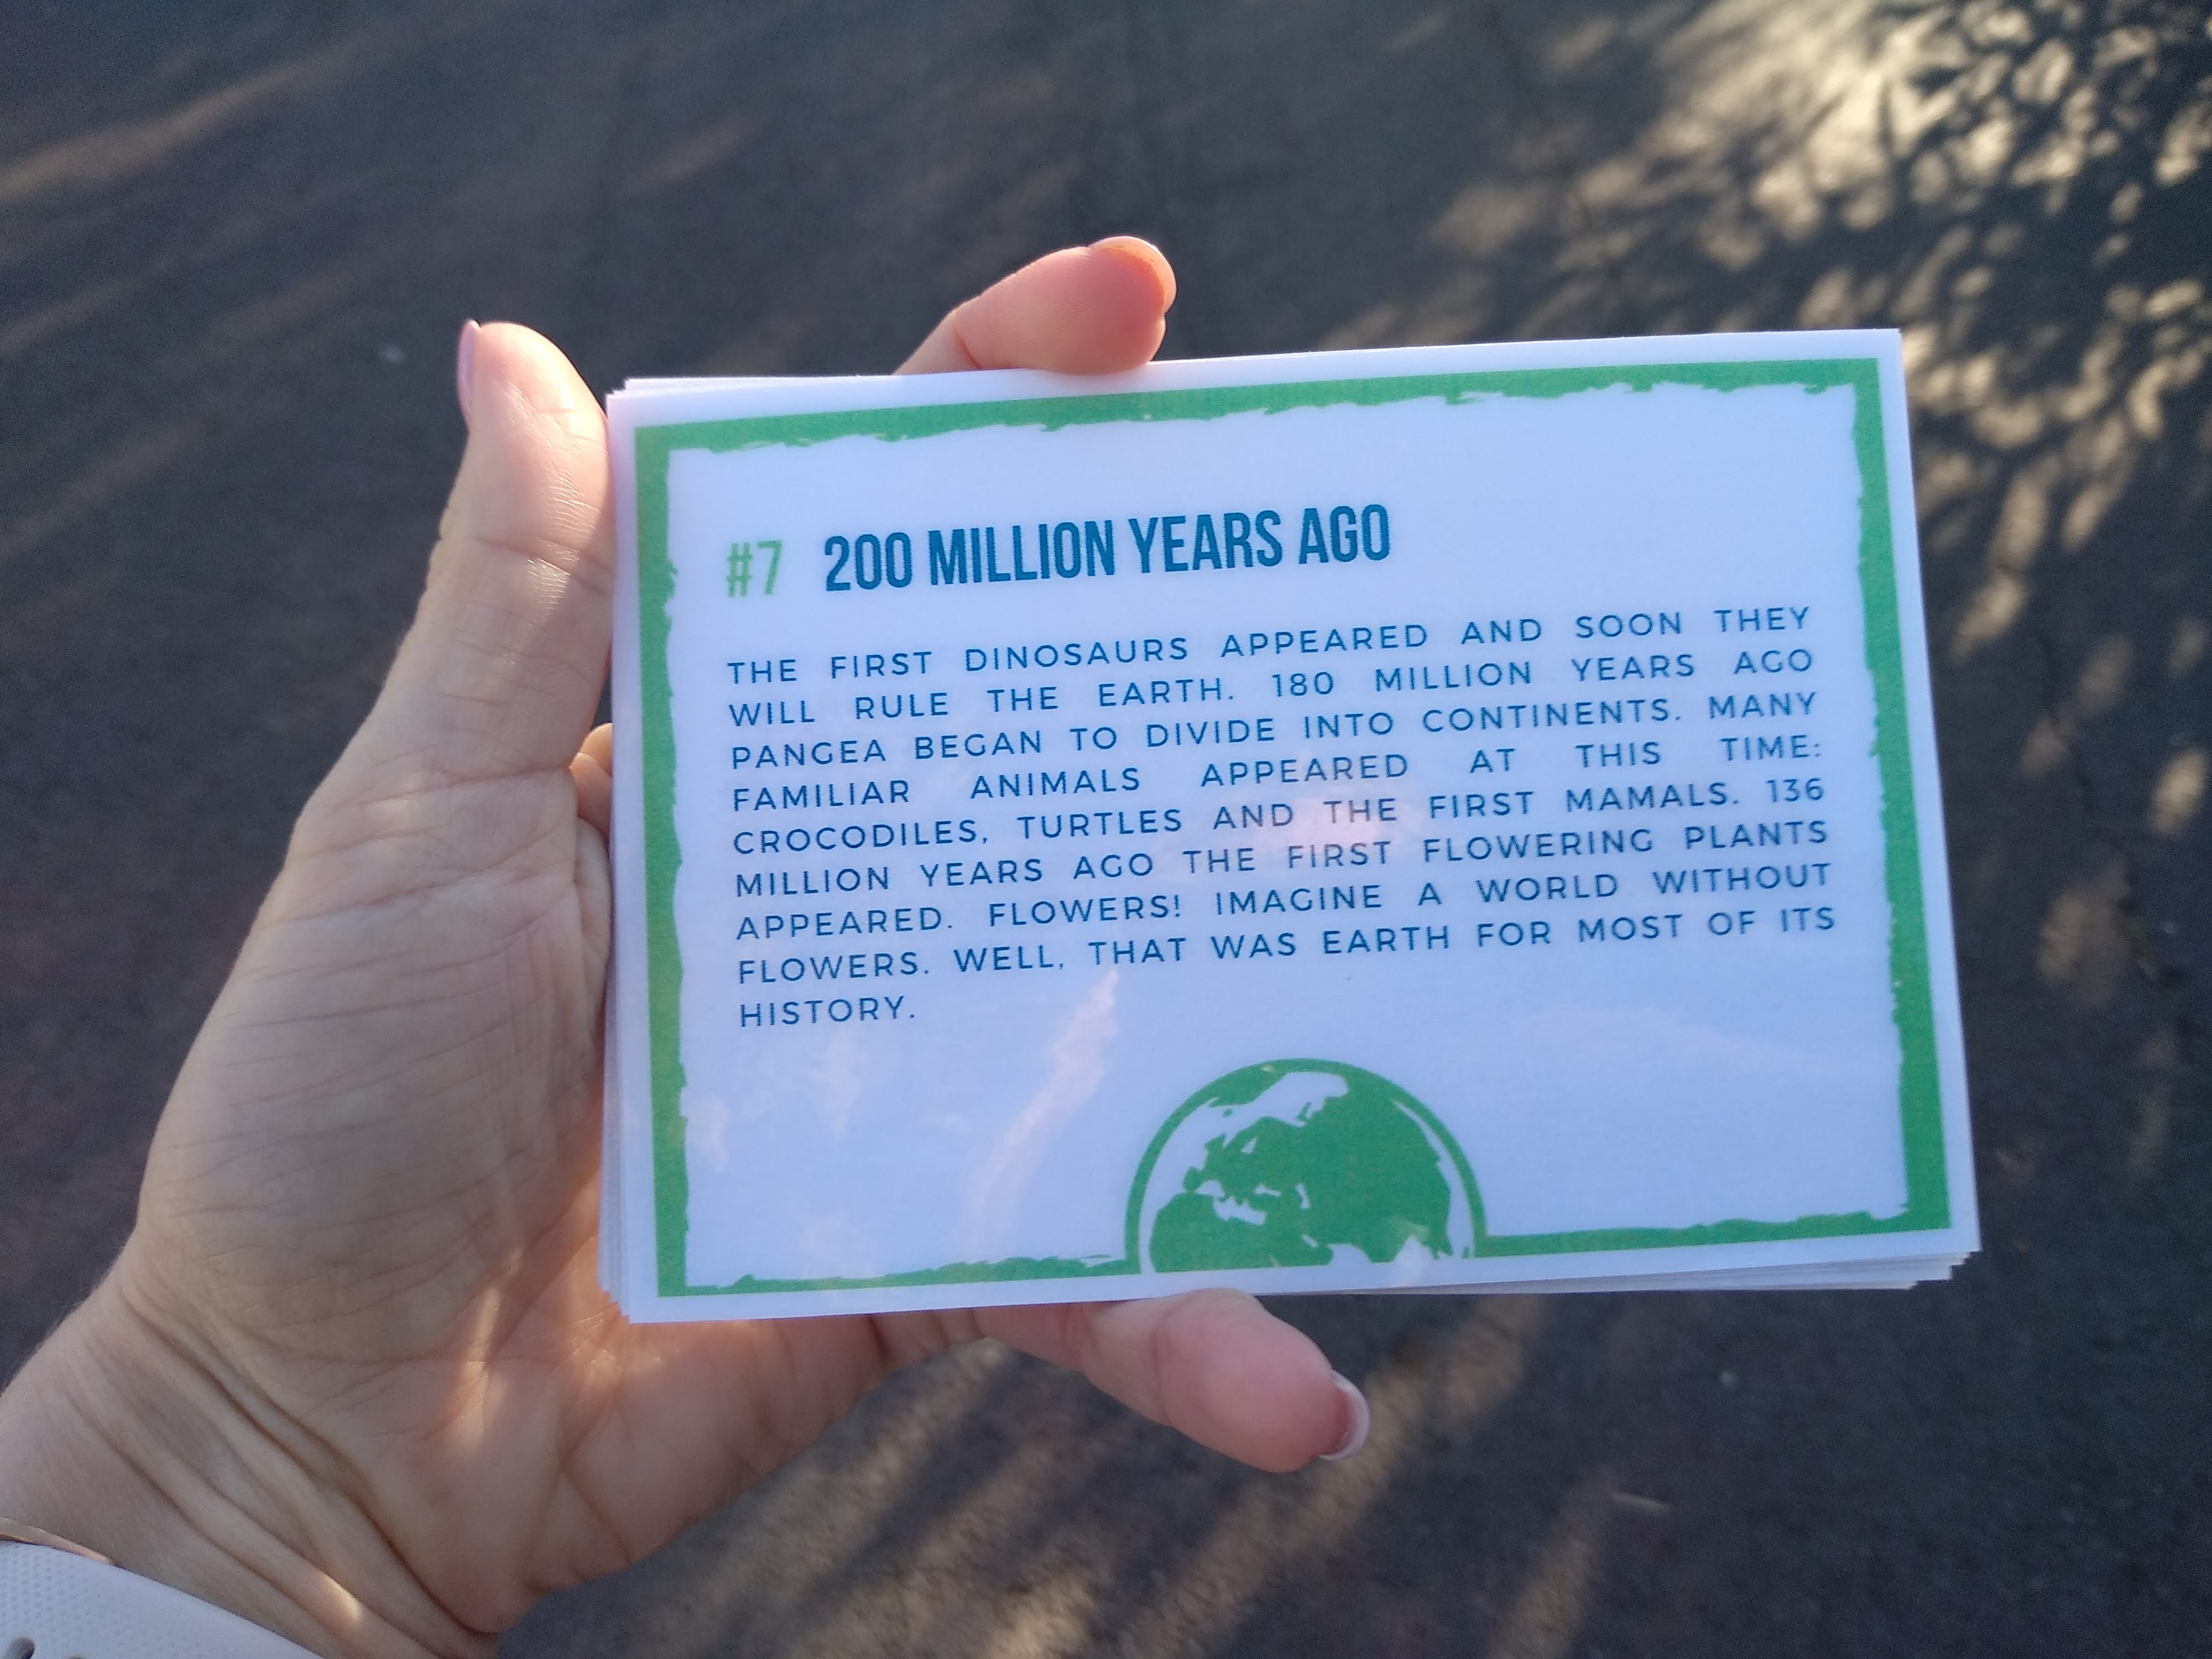 #7 200 MILLION YEARS AGO
THE FIRST DINOSAURS APPEARED AND SOON THEY
WILL RULE THE EARTH. 180 MILLION YEARS AGO
PANGEA BEGAN TO DIVIDE INTO CONTINENTS. MANY
FAMILIAR ANIMALS APPEARED AT THIS TIME:
CROCODILES, TURTLES AND THE FIRST MAMALS. 136
MILLION YEARS AGO THE FIRST FLOWERING PLANTS
APPEARED. FLOWERS! IMAGINE A WORLD WITHOUT
FLOWERS. WELL, THAT WAS EARTH FOR MOST OF ITS
HISTORY.